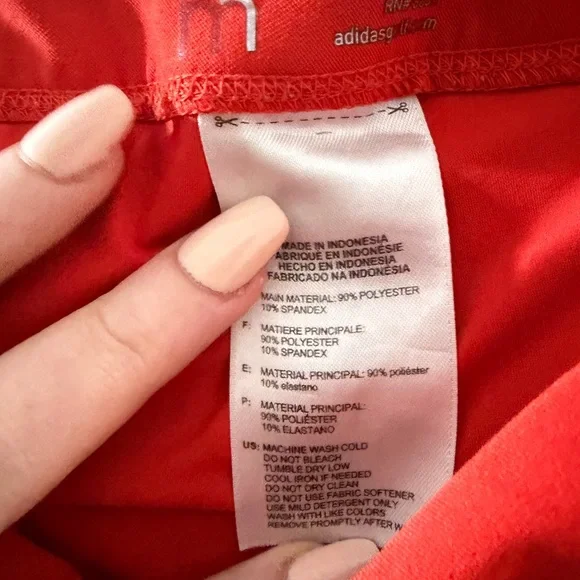 m
RN#
adidasg
MADE IN INDONESIA
FABRIQUÉ EN INDONÉSIE
HECHO EN INDONESIA
FABRICADO NA INDONÉSIA
MAIN MATERIAL: 90% POLYESTER
10% SPANDEX
F: MATIERE PRINCIPALE:
90% POLYESTER
10% SPANDEX
E: MATERIAL PRINCIPAL: 90% poliéster
10% elastano
P: MATERIAL PRINCIPAL:
90% POLIÉSTER
10% ELASTANO
US: MACHINE WASH COLD
DO NOT BLEACH
TUMBLE DRY LOW
COOL IRON IF NEEDED
DO NOT DRY CLEAN
DO NOT USE FABRIC SOFTENER
USE MILD DETERGENT ONLY
WASH WITH LIKE COLORS
REMOVE PROMPTLY AFTER W